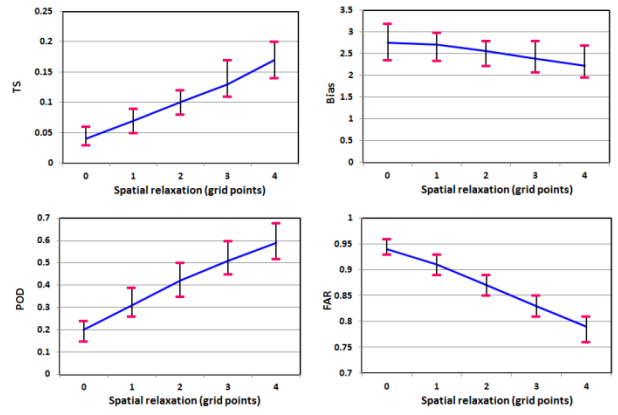 TS
0.25
0.2
0.15
0.1
0.05
0
0 1 2 3 4
Spatial relaxation (grid points)
Bias
3.5
3
2.5
2
1.5
1
0.5
0
0 1 2 3 4
Spatial relaxation (grid points)
POD
0.7
0.6
0.5
0.4
0.3
0.2
0.1
0
0 1 2 3 4
Spatial relaxation (grid points)
FAR
1
0.95
0.9
0.85
0.8
0.75
0.7
0 1 2 3 4
Spatial relaxation (grid points)